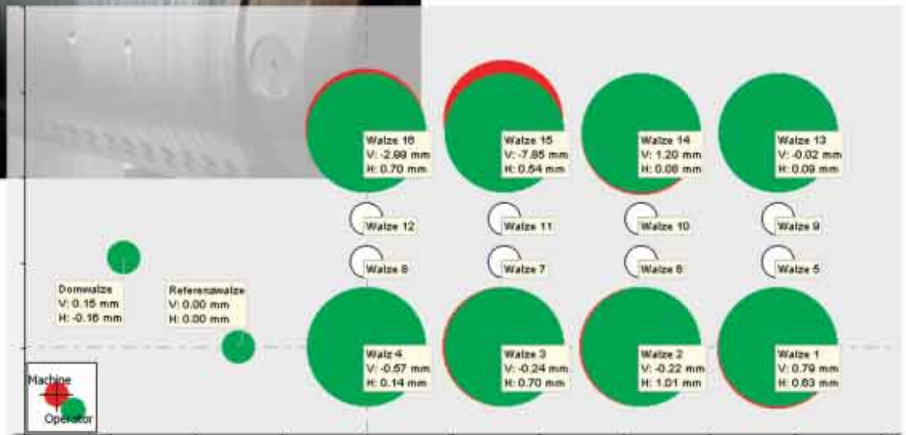 Walze 16
V: -2.99 mm
H: 0.70 mm
Walze 15
V: -7.85 mm
H: 0.54 mm
Walze 14
V: 1.20 mm
H: 0.08 mm
Walze 13
V: -0.02 mm
H: 0.09 mm
Walze 12
Walze 11
Walze 10
Walze 9
Walze 8
Walze 7
Walze 6
Walze 5
Dornwalze
V: 0.15 mm
H: -0.16 mm
Referenzwalze
V: 0.00 mm
H: 0.00 mm
Walz 4
V: -0.57 mm
H: 0.14 mm
Walze 3
V: -0.24 mm
H: 0.70 mm
Walze 2
V: -0.22 mm
H: 1.01 mm
Walze 1
V: 0.79 mm
H: 0.63 mm
Machine
Operator